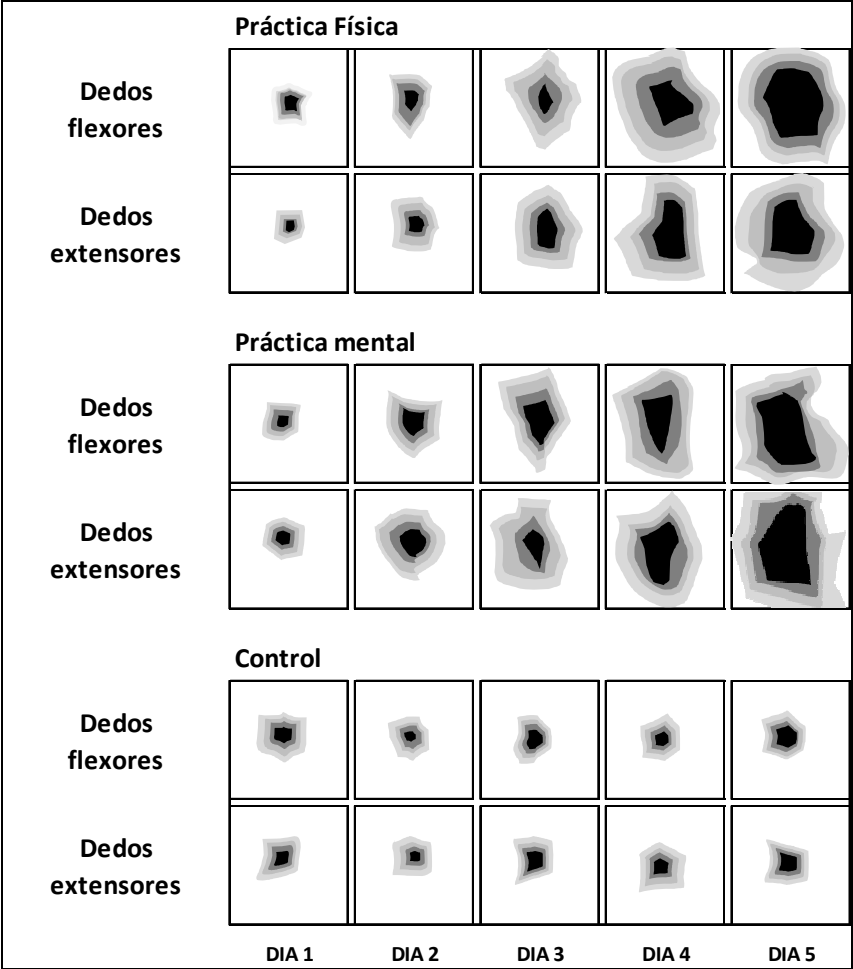 Práctica Física
Dedos
flexores
Dedos
extensores
Práctica mental
Dedos
flexores
Dedos
extensores
Control
Dedos
flexores
Dedos
extensores
DIA 1 DIA 2 DIA 3 DIA 4 DIA 5